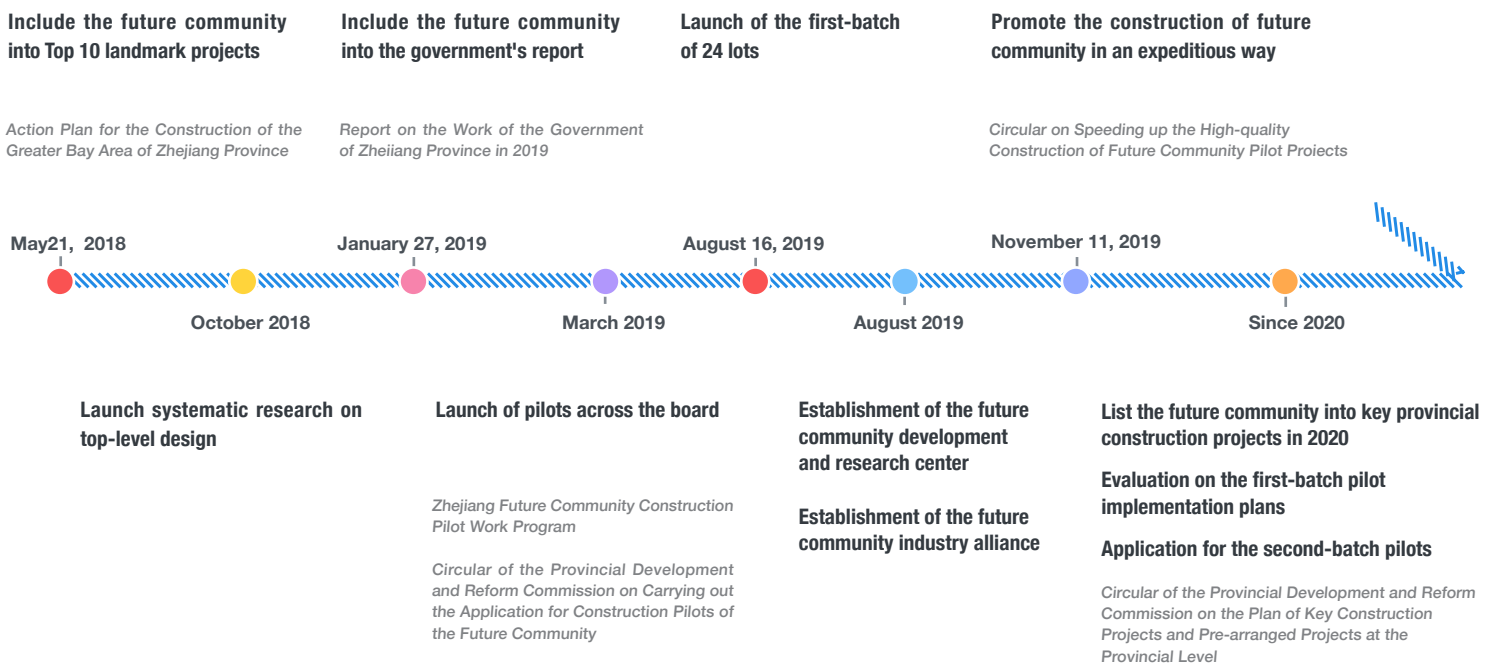 Include the future community
into Top 10 landmark projects
Action Plan for the Construction of the
Greater Bay Area of Zhejiang Province
May21, 2018
Include the future community
into the government's report
Report on the Work of the Government
of Zheiiang Province in 2019
January 27, 2019
Launch of the first-batch
of 24 lots
August 16, 2019
Promote the construction of future
community in an expeditious way
Circular on Speeding up the High-quality
Construction of Future Community Pilot Proiects
November 11, 2019
October 2018
Launch systematic research on
top-level design
March 2019
Launch of pilots across the board
Zhejiang Future Community Construction
Pilot Work Program
Circular of the Provincial Development
and Reform Commission on Carrying out
the Application for Construction Pilots of
the Future Community
August 2019
Establishment of the future
community development
and research center
Establishment of the future
community industry alliance
Since 2020
List the future community into key provincial
construction projects in 2020
Evaluation on the first-batch pilot
implementation plans
Application for the second-batch pilots
Circular of the Provincial Development and Reform
Commission on the Plan of Key Construction
Projects and Pre-arranged Projects at the
Provincial Level